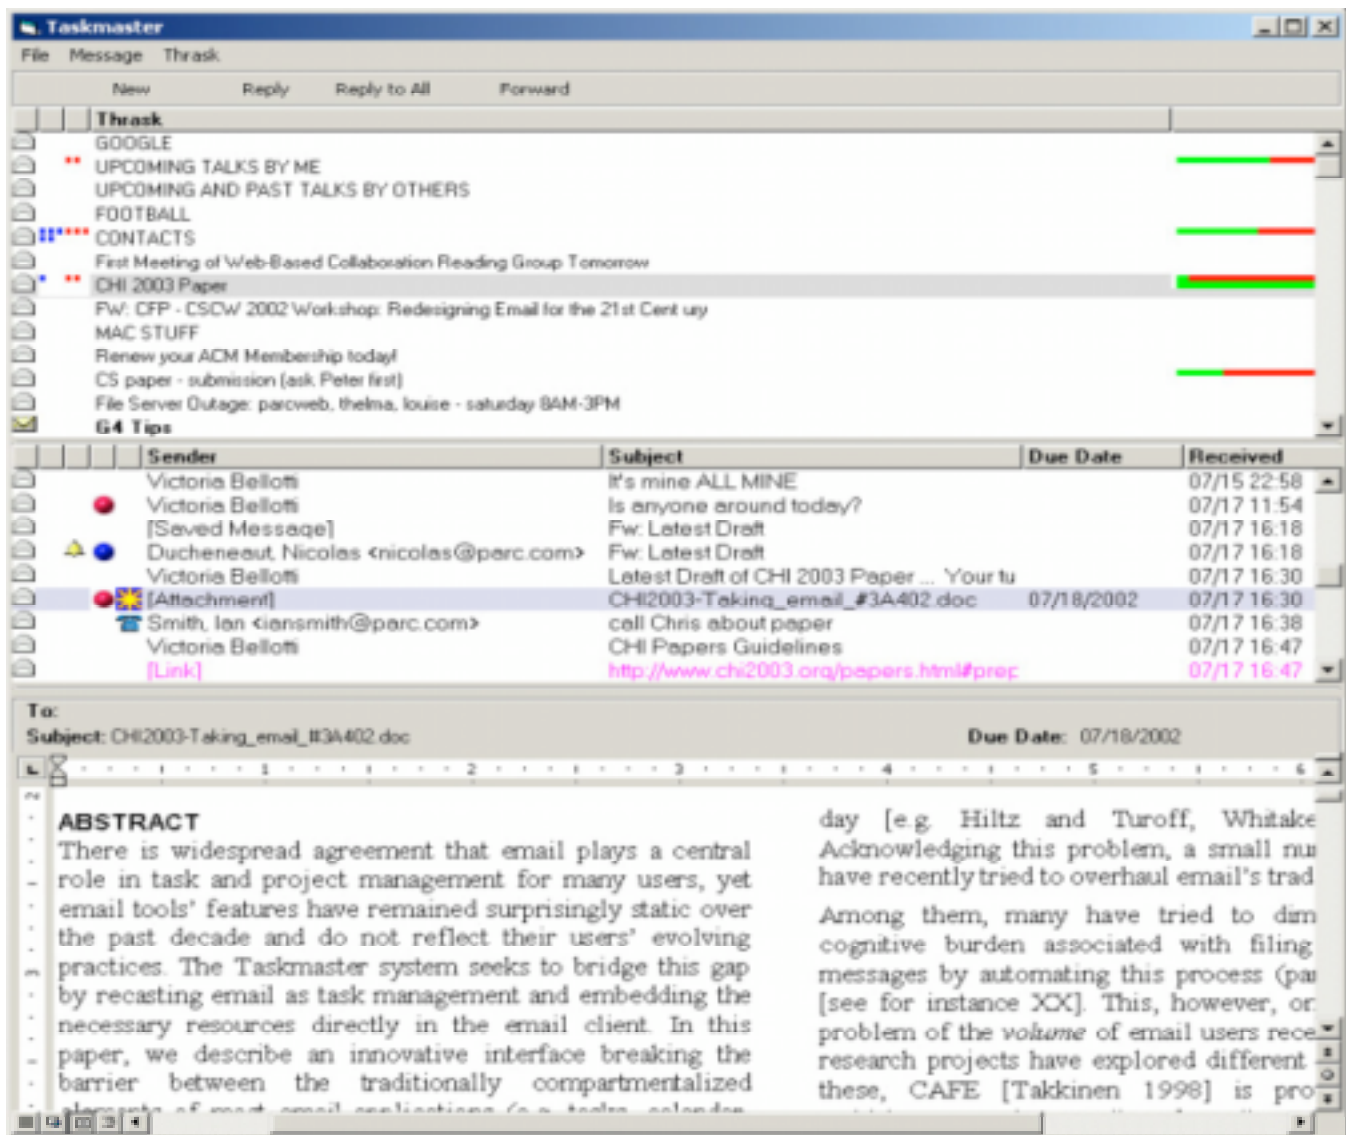 Taskmaster
File Message Thrask
New Reply Reply to All Forward
Thrask
GOOGLE
UPCOMING TALKS BY ME
UPCOMING AND PAST TALKS BY OTHERS
FOOTBALL
CONTACTS
First Meeting of Web-Based Collaboration Reading Group Tomorrow
CHI 2003 Paper
FW: CFP - CSCW 2002 Workshop: Redesigning Email for the 21st Cent ury
MAC STUFF
Renew your ACM Membership today!
CS paper - submission (ask Peter first)
File Server Outage: parcweb, thelma, louise - saturday 8AM-3PM
G4 Tips
Sender Subject Due Date Received
Victoria Bellotti It's mine ALL MINE 07/15 22:58
Victoria Bellotti Is anyone around today? 07/17 11:54
[Saved Message] Fw: Latest Draft 07/17 16:18
Ducheneaut, Nicolas <nicolas@parc.com> Fw: Latest Draft 07/17 16:18
Victoria Bellotti Latest Draft of CHI 2003 Paper ... Your tu 07/17 16:30
[Attachment] CHI2003-Taking_email_#3A402.doc 07/18/2002 07/17 16:30
Smith, Ian <iansmith@parc.com> call Chris about paper 07/17 16:38
Victoria Bellotti CHI Papers Guidelines 07/17 16:47
[Link] http://www.chi2003.org/papers.html#prep 07/17 16:47
To:
Subject: CHI2003-Taking_email_#3A402.doc Due Date: 07/18/2002
1 2 3 4 5 6
ABSTRACT
There is widespread agreement that email plays a central
role in task and project management for many users, yet
email tools' features have remained surprisingly static over
the past decade and do not reflect their users' evolving
practices. The Taskmaster system seeks to bridge this gap
by recasting email as task management and embedding the
necessary resources directly in the email client. In this
paper, we describe an innovative interface breaking the
barrier between the traditionally compartmentalized
elements of most email applications (e.g. tasks, calendar,
day [e.g. Hiltz and Turoff, Whitake
Acknowledging this problem, a small nu
have recently tried to overhaul email's trad
Among them, many have tried to dim
cognitive burden associated with filing
messages by automating this process (pa
[see for instance XX]. This, however, or
problem of the volume of email users rece
research projects have explored different
these, CAFE [Takkinen 1998] is pro